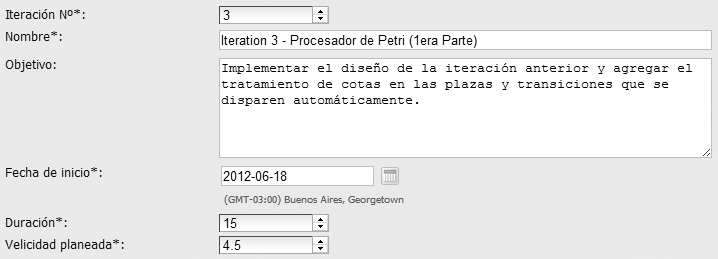 Iteración Nº*: 3
Nombre*: Iteration 3 - Procesador de Petri (1era Parte)
Objetivo: Implementar el diseño de la iteración anterior y agregar el
tratamiento de cotas en las plazas y transiciones que se
disparen automáticamente.
Fecha de inicio*: 2012-06-18
(GMT-03:00) Buenos Aires, Georgetown
Duración*: 15
Velicidad planeada*: 4.5